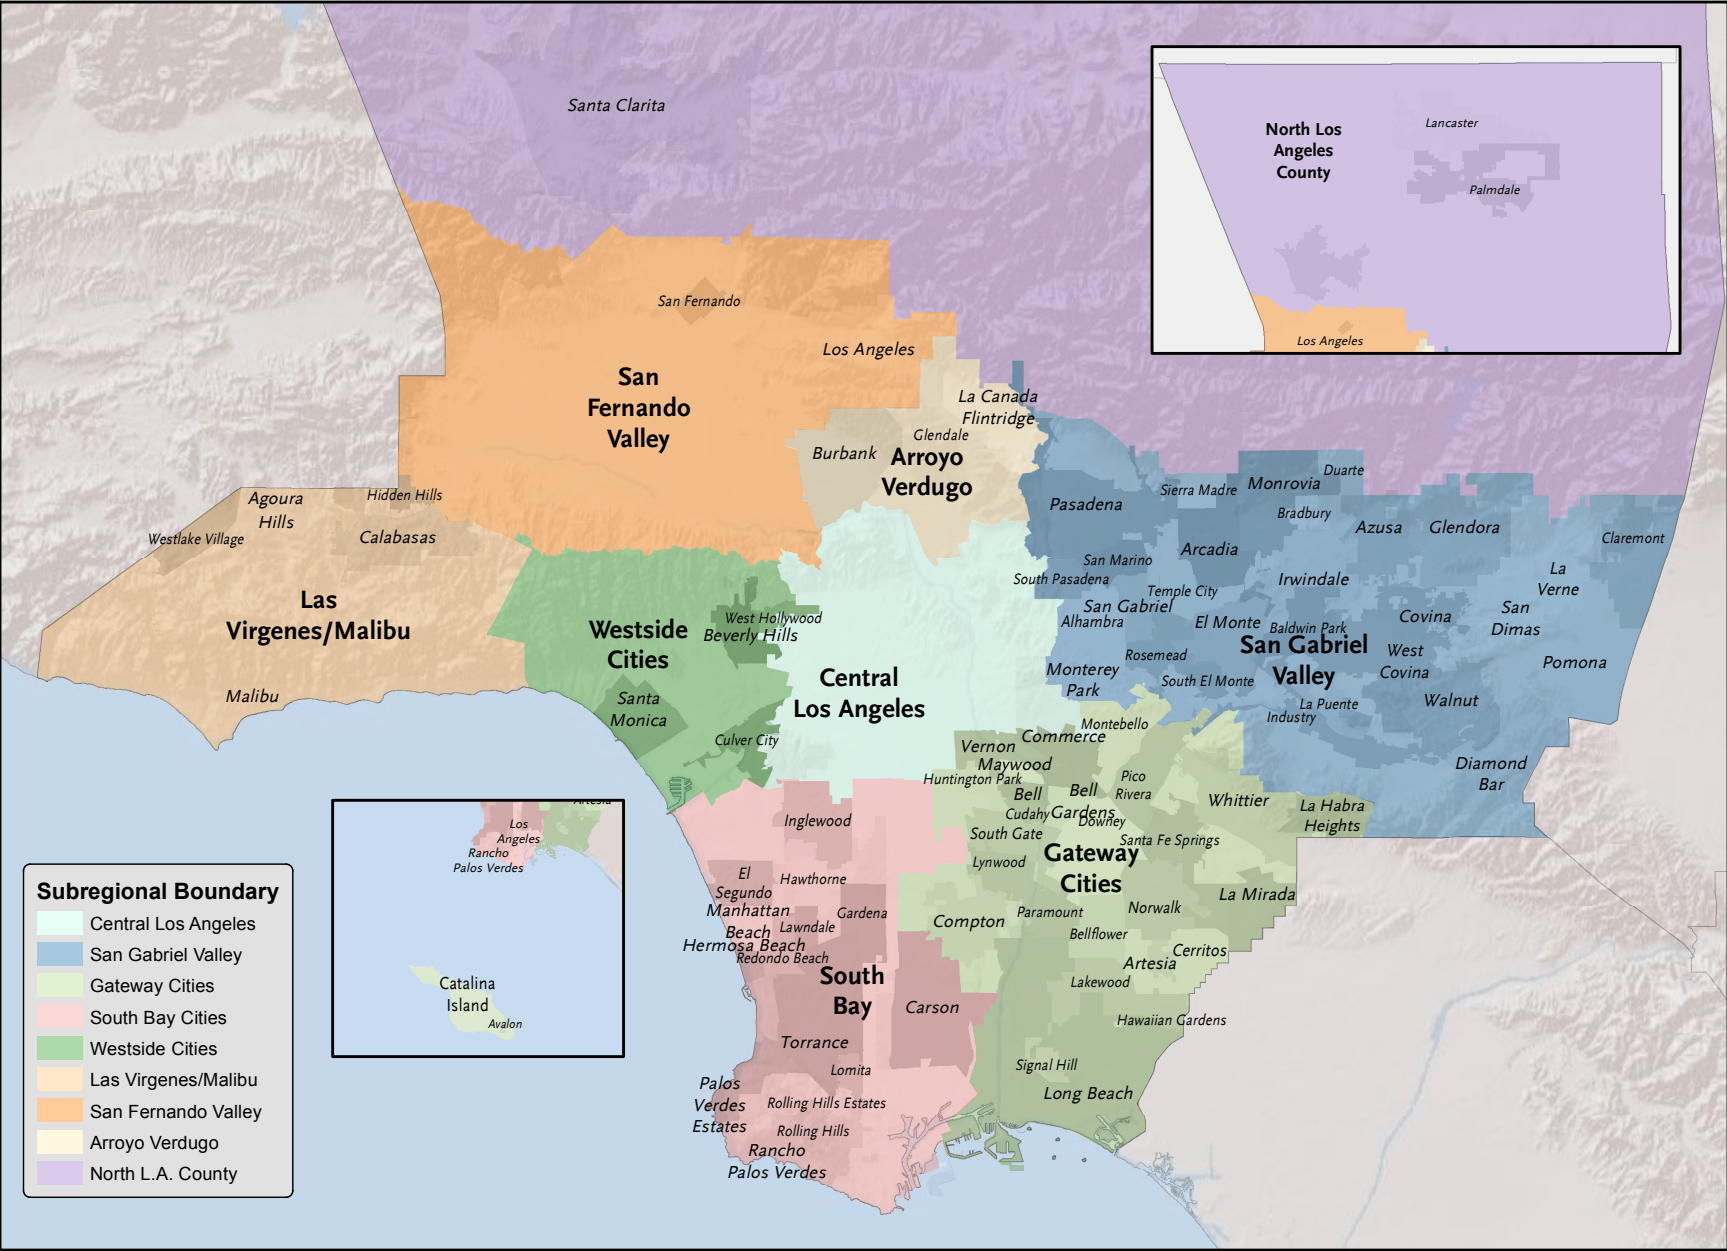 Santa Clarita
North Los
Angeles
County
Lancaster
Palmdale
Los Angeles
San Fernando
Los Angeles
San
Fernando
Valley
La Canada
Flintridge
Glendale
Burbank
Arroyo
Verdugo
Agoura
Hills
Hidden Hills
Westlake Village
Calabasas
Las
Virgenes/Malibu
Malibu
Pasadena
Sierra Madre
Monrovia
Duarte
Bradbury
Azusa
Glendora
Claremont
San Marino
Arcadia
South Pasadena
Temple City
Irwindale
La
Verne
San Gabriel
Alhambra
El Monte
Baldwin Park
Covina
San
Dimas
San Gabriel
Valley
Rosemead
West
Covina
Pomona
Monterey
Park
South El Monte
La Puente
Industry
Walnut
Diamond
Bar
West Hollywood
Beverly Hills
Westside
Cities
Santa
Monica
Culver City
Central
Los Angeles
Montebello
Commerce
Vernon
Maywood
Huntington Park
Bell
Bell
Gardens
Pico
Rivera
Whittier
La Habra
Heights
Cudahy
Downey
South Gate
Santa Fe Springs
Lynwood
Gateway
Cities
La Mirada
Compton
Paramount
Norwalk
Bellflower
Cerritos
Artesia
Lakewood
Hawaiian Gardens
Signal Hill
Long Beach
Inglewood
El
Segundo
Hawthorne
Manhattan
Beach
Gardena
Lawndale
Hermosa Beach
Redondo Beach
South
Bay
Carson
Torrance
Lomita
Palos
Verdes
Estates
Rolling Hills Estates
Rolling Hills
Rancho
Palos Verdes
Artesia
Los
Angeles
Rancho
Palos Verdes
Catalina
Island
Avalon
Subregional Boundary
Central Los Angeles
San Gabriel Valley
Gateway Cities
South Bay Cities
Westside Cities
Las Virgenes/Malibu
San Fernando Valley
Arroyo Verdugo
North L.A. County